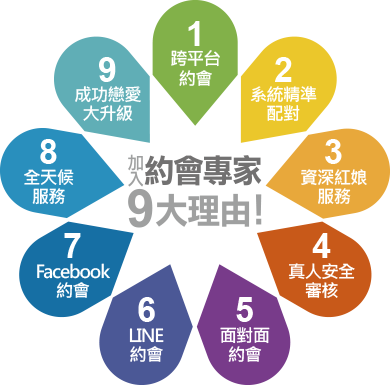 1
跨平台
約會
2
系統精準
配對
3
資深紅娘
服務
4
真人安全
審核
5
面對面
約會
6
LINE
約會
7
Facebook
約會
8
全天候
服務
9
成功戀愛
大升級
加入約會專家
9大理由!